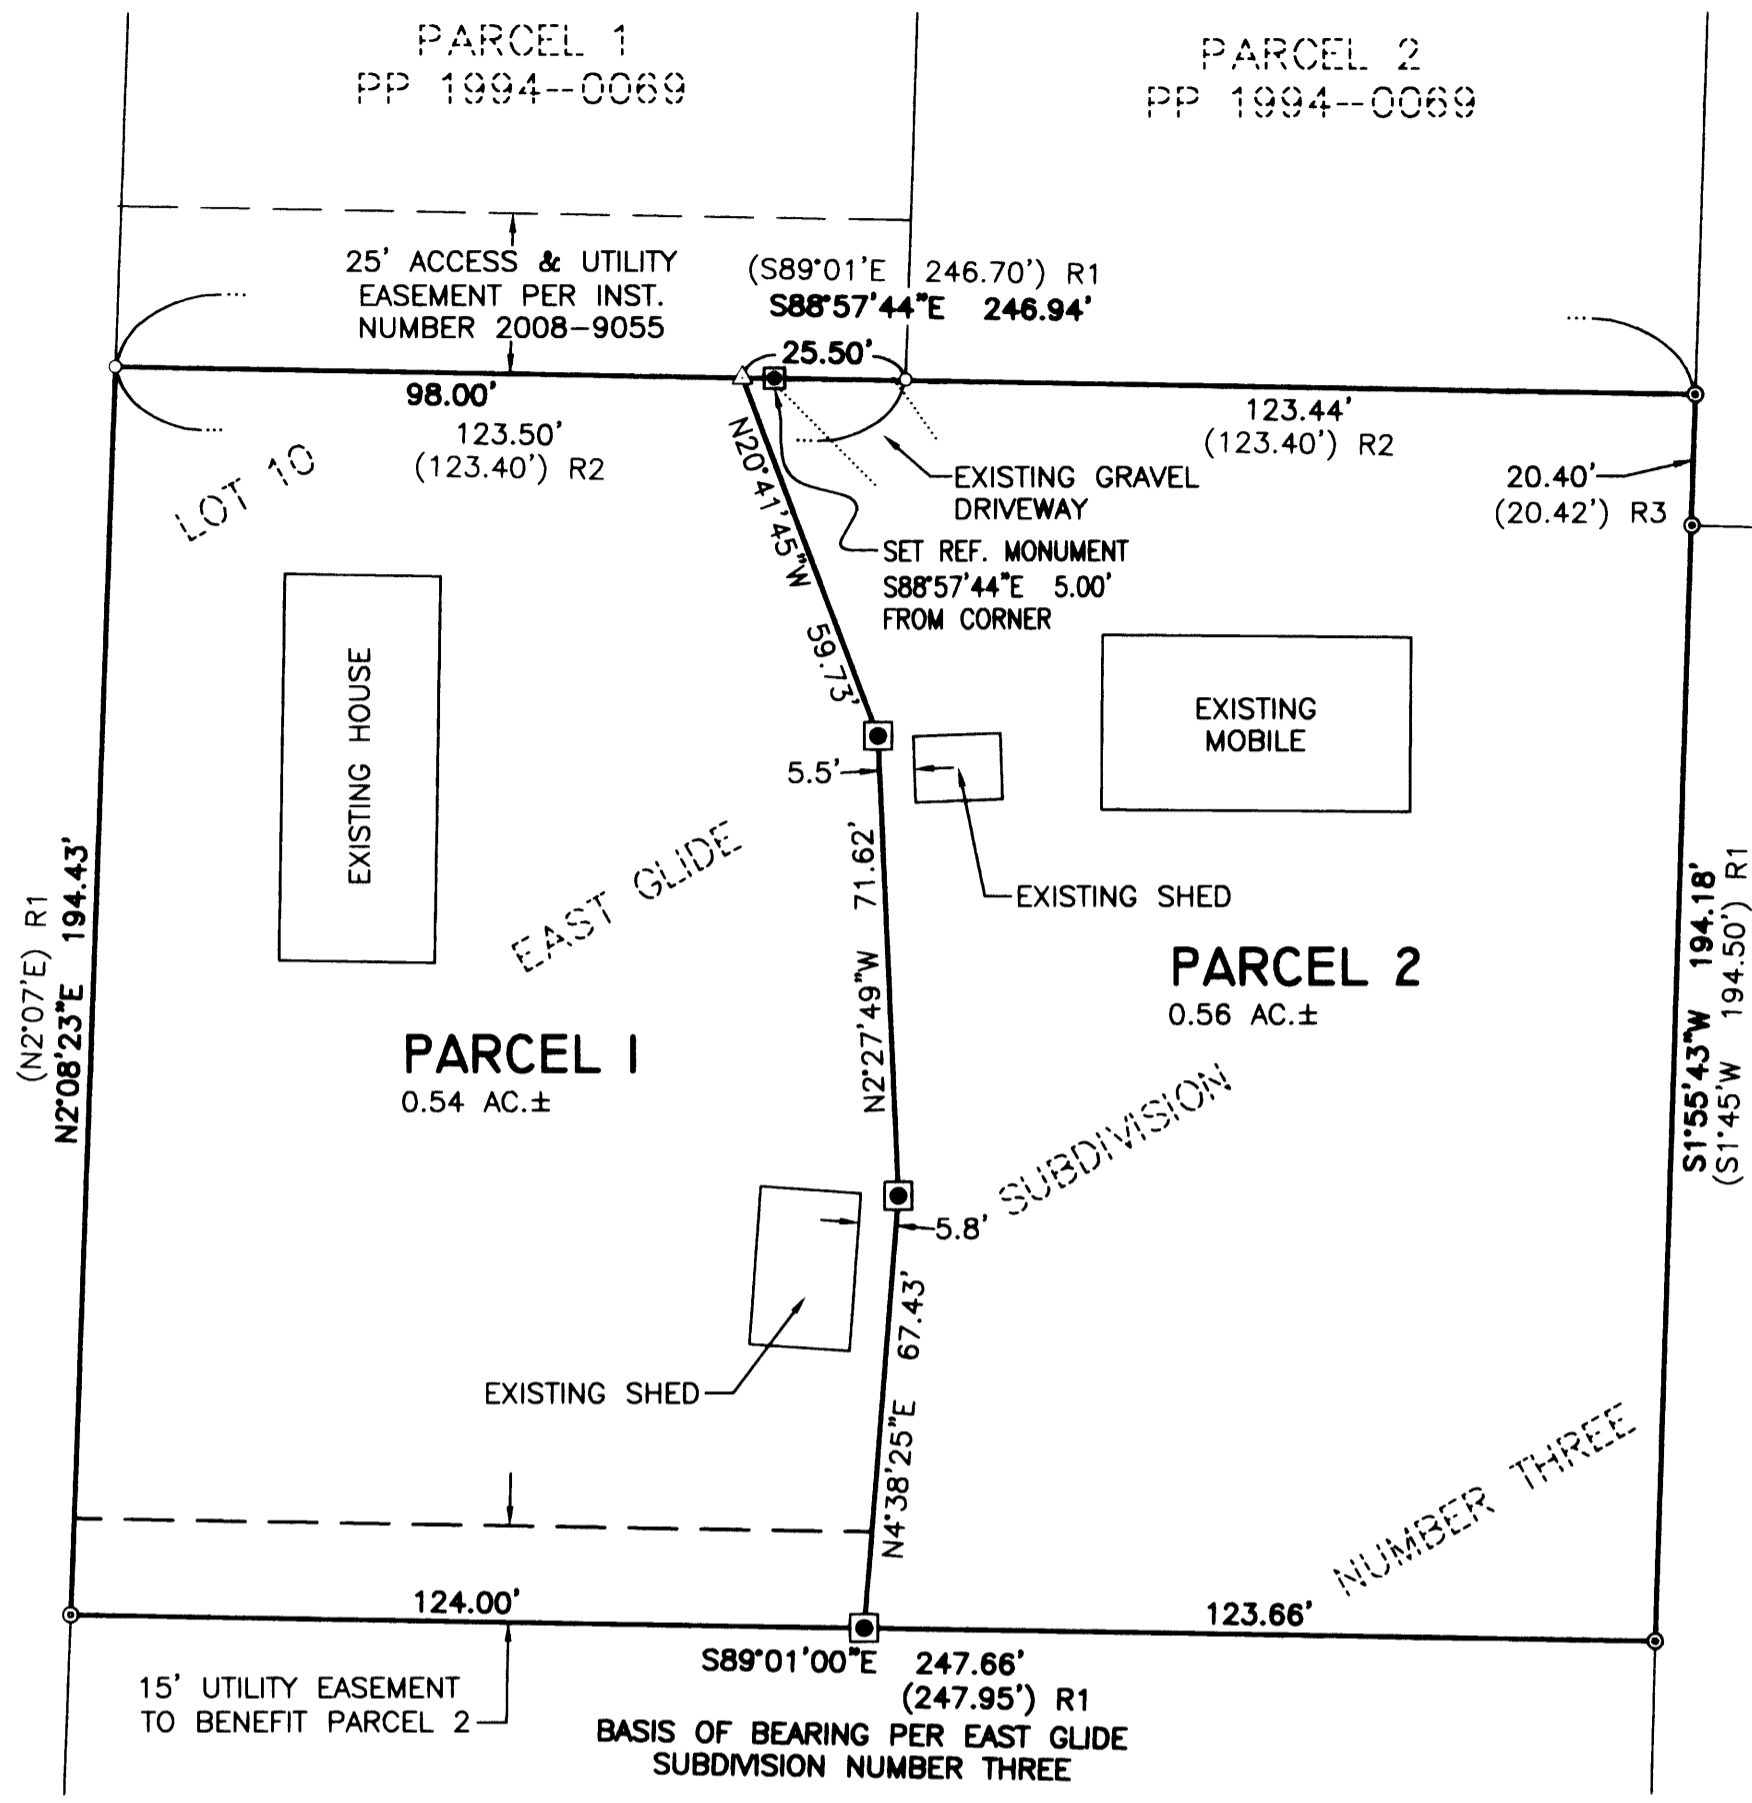 PARCEL 1
PP 1994--0069
PARCEL 2
PP 1994--0069
25' ACCESS & UTILITY
EASEMENT PER INST.
NUMBER 2008-9055
(S89°01'E 246.70') R1
S88°57'44"E 246.94'
25.50'
98.00'
123.50'
(123.40') R2
123.44'
(123.40') R2
20.40'
(20.42') R3
LOT 10
N20°41'45"W 59.73'
EXISTING GRAVEL
DRIVEWAY
SET REF. MONUMENT
S88°57'44"E 5.00'
FROM CORNER
EXISTING HOUSE
EXISTING
MOBILE
5.5'
EXISTING SHED
EAST GLIDE
N2°27'49"W 71.62'
PARCEL 2
0.56 AC.±
PARCEL 1
0.54 AC.±
(N2°07'E) R1
N2°08'23"E 194.43'
S1°55'43"W 194.18'
(S1°45'W 194.50') R1
SUBDIVISION
5.8'
EXISTING SHED
N4°38'25"E 67.43'
NUMBER THREE
124.00'
123.66'
S89°01'00"E 247.66'
(247.95') R1
15' UTILITY EASEMENT
TO BENEFIT PARCEL 2
BASIS OF BEARING PER EAST GLIDE
SUBDIVISION NUMBER THREE